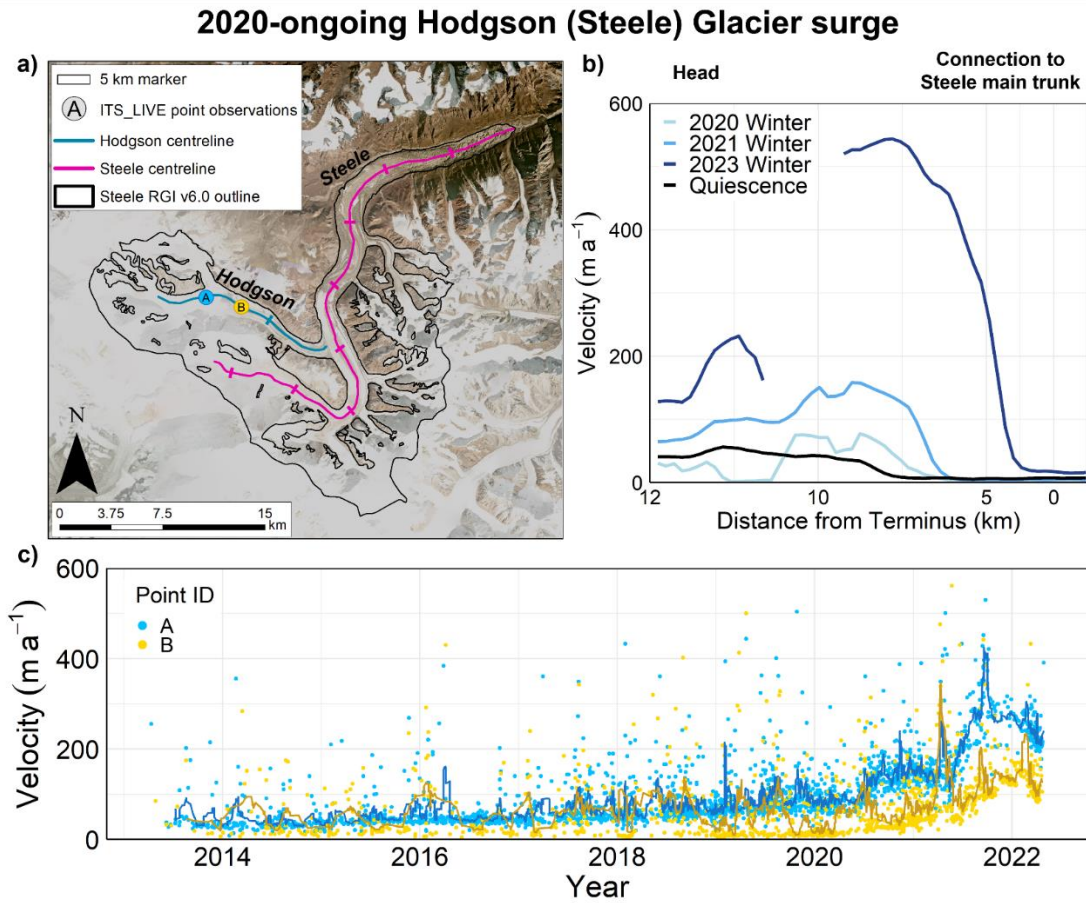 2020-ongoing Hodgson (Steele) Glacier surge
a)
5 km marker
A ITS_LIVE point observations
Hodgson centreline
Steele centreline
Steele RGI v6.0 outline
Steele
Hodgson
A
B
N
0 3.75 7.5 15
km
b)
Head
Connection to
Steele main trunk
2020 Winter
2021 Winter
2023 Winter
Quiescence
Velocity (m a⁻¹)
600
400
200
0
12 10 5 0
Distance from Terminus (km)
c)
Point ID
A
B
Velocity (m a⁻¹)
600
400
200
0
2014 2016 2018 2020 2022
Year